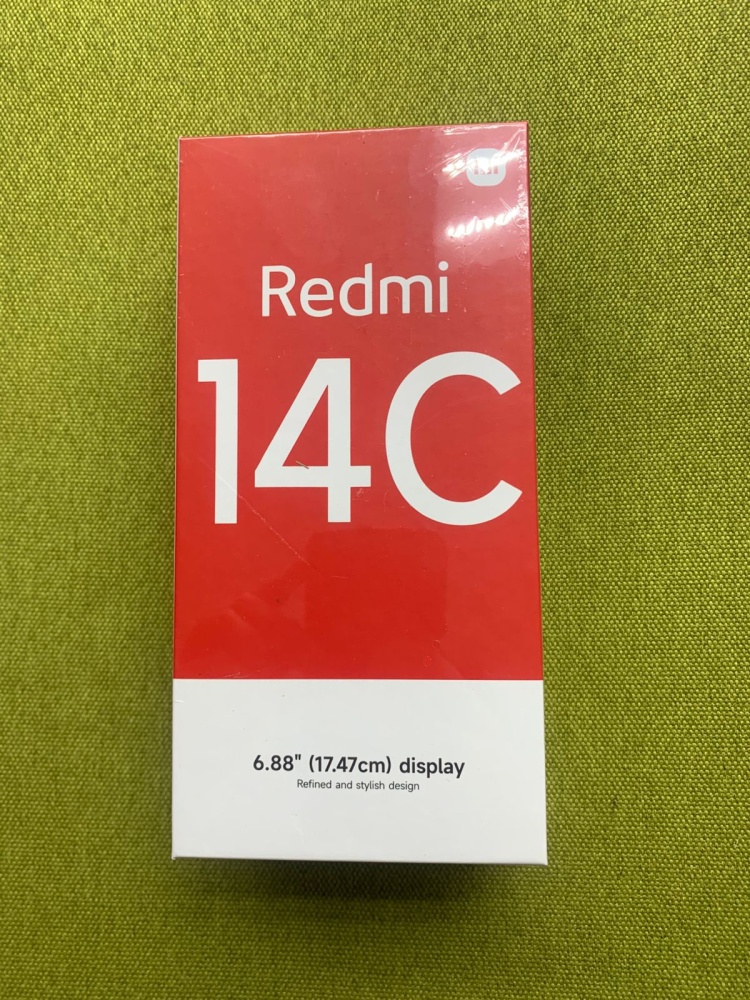 Redmi
14C
6.88" (17.47cm) display
Refined and stylish design